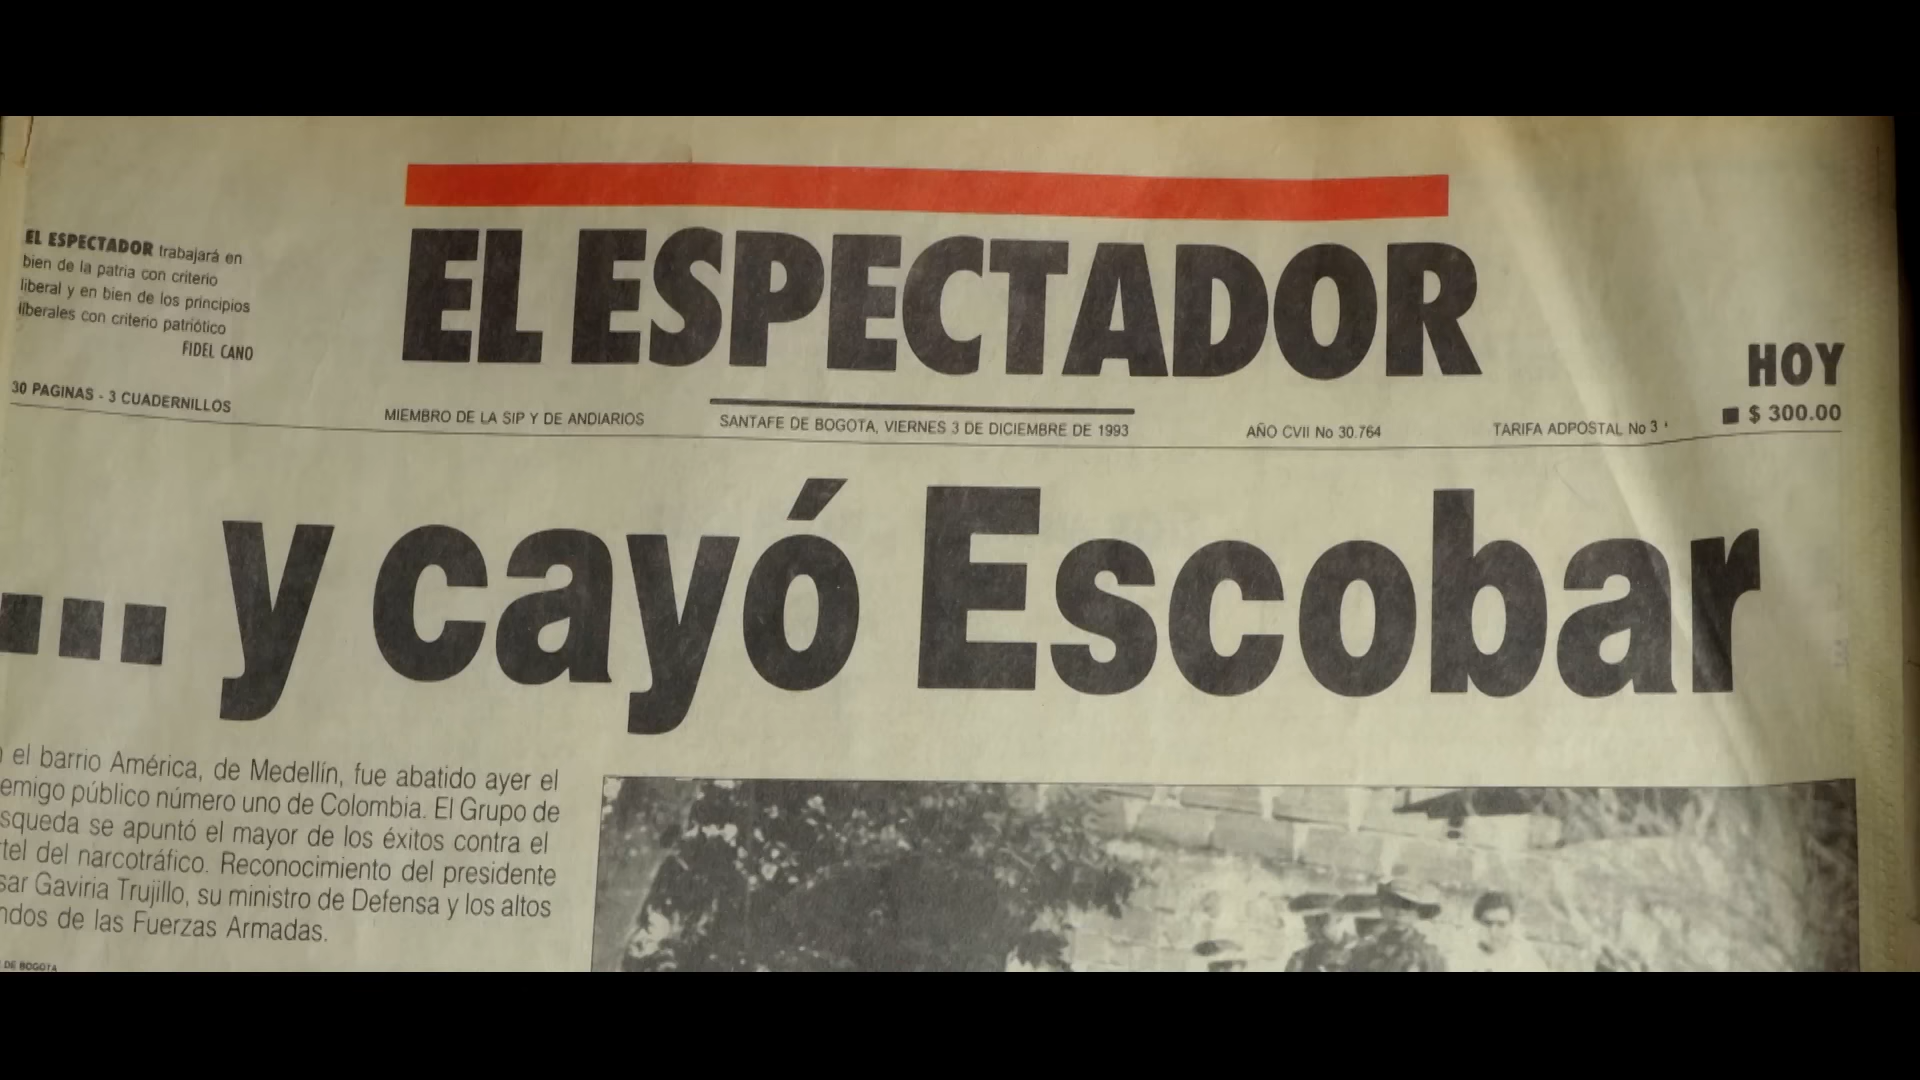 EL ESPECTADOR trabajará en
bien de la patria con criterio
liberal y en bien de los principios
liberales con criterio patriótico
FIDEL CANO
30 PAGINAS - 3 CUADERNILLOS
EL ESPECTADOR
MIEMBRO DE LA SIP Y DE ANDIARIOS
SANTAFE DE BOGOTA, VIERNES 3 DE DICIEMBRE DE 1993
AÑO CVII No 30.764
TARIFA ADPOSTAL No 3
HOY
$ 300.00
... y cayó Escobar
el barrio América, de Medellín, fue abatido ayer el
emigo público número uno de Colombia. El Grupo de
squeda se apuntó el mayor de los éxitos contra el
tel del narcotráfico. Reconocimiento del presidente
sar Gaviria Trujillo, su ministro de Defensa y los altos
ndos de las Fuerzas Armadas.
DE BOGOTA